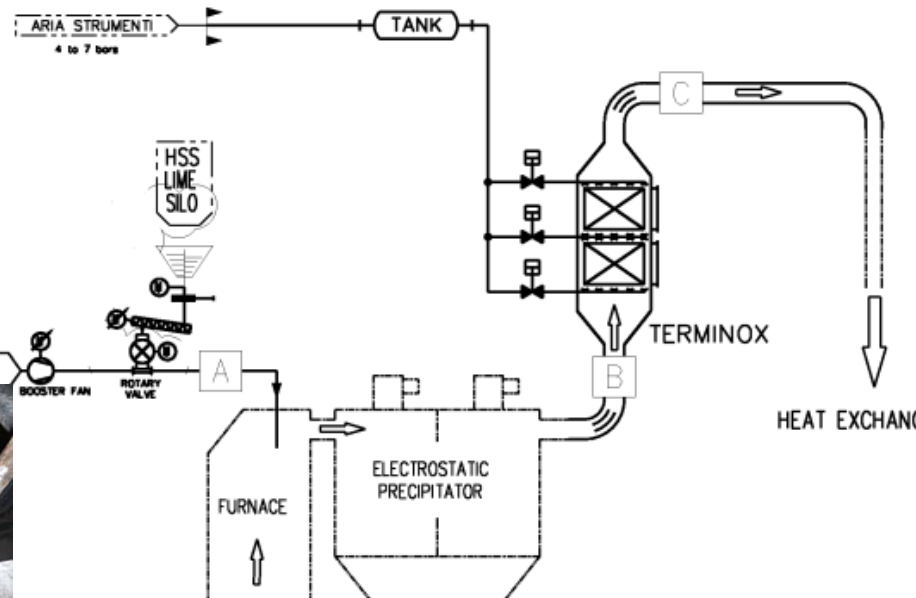 ARIA STRUMENTI
4 to 7 bars
TANK
C
HSS
LIME
SILO
TERMINOX
A
B
BOOSTER FAN
ROTARY
VALVE
HEAT EXCHANG
ELECTROSTATIC
PRECIPITATOR
FURNACE